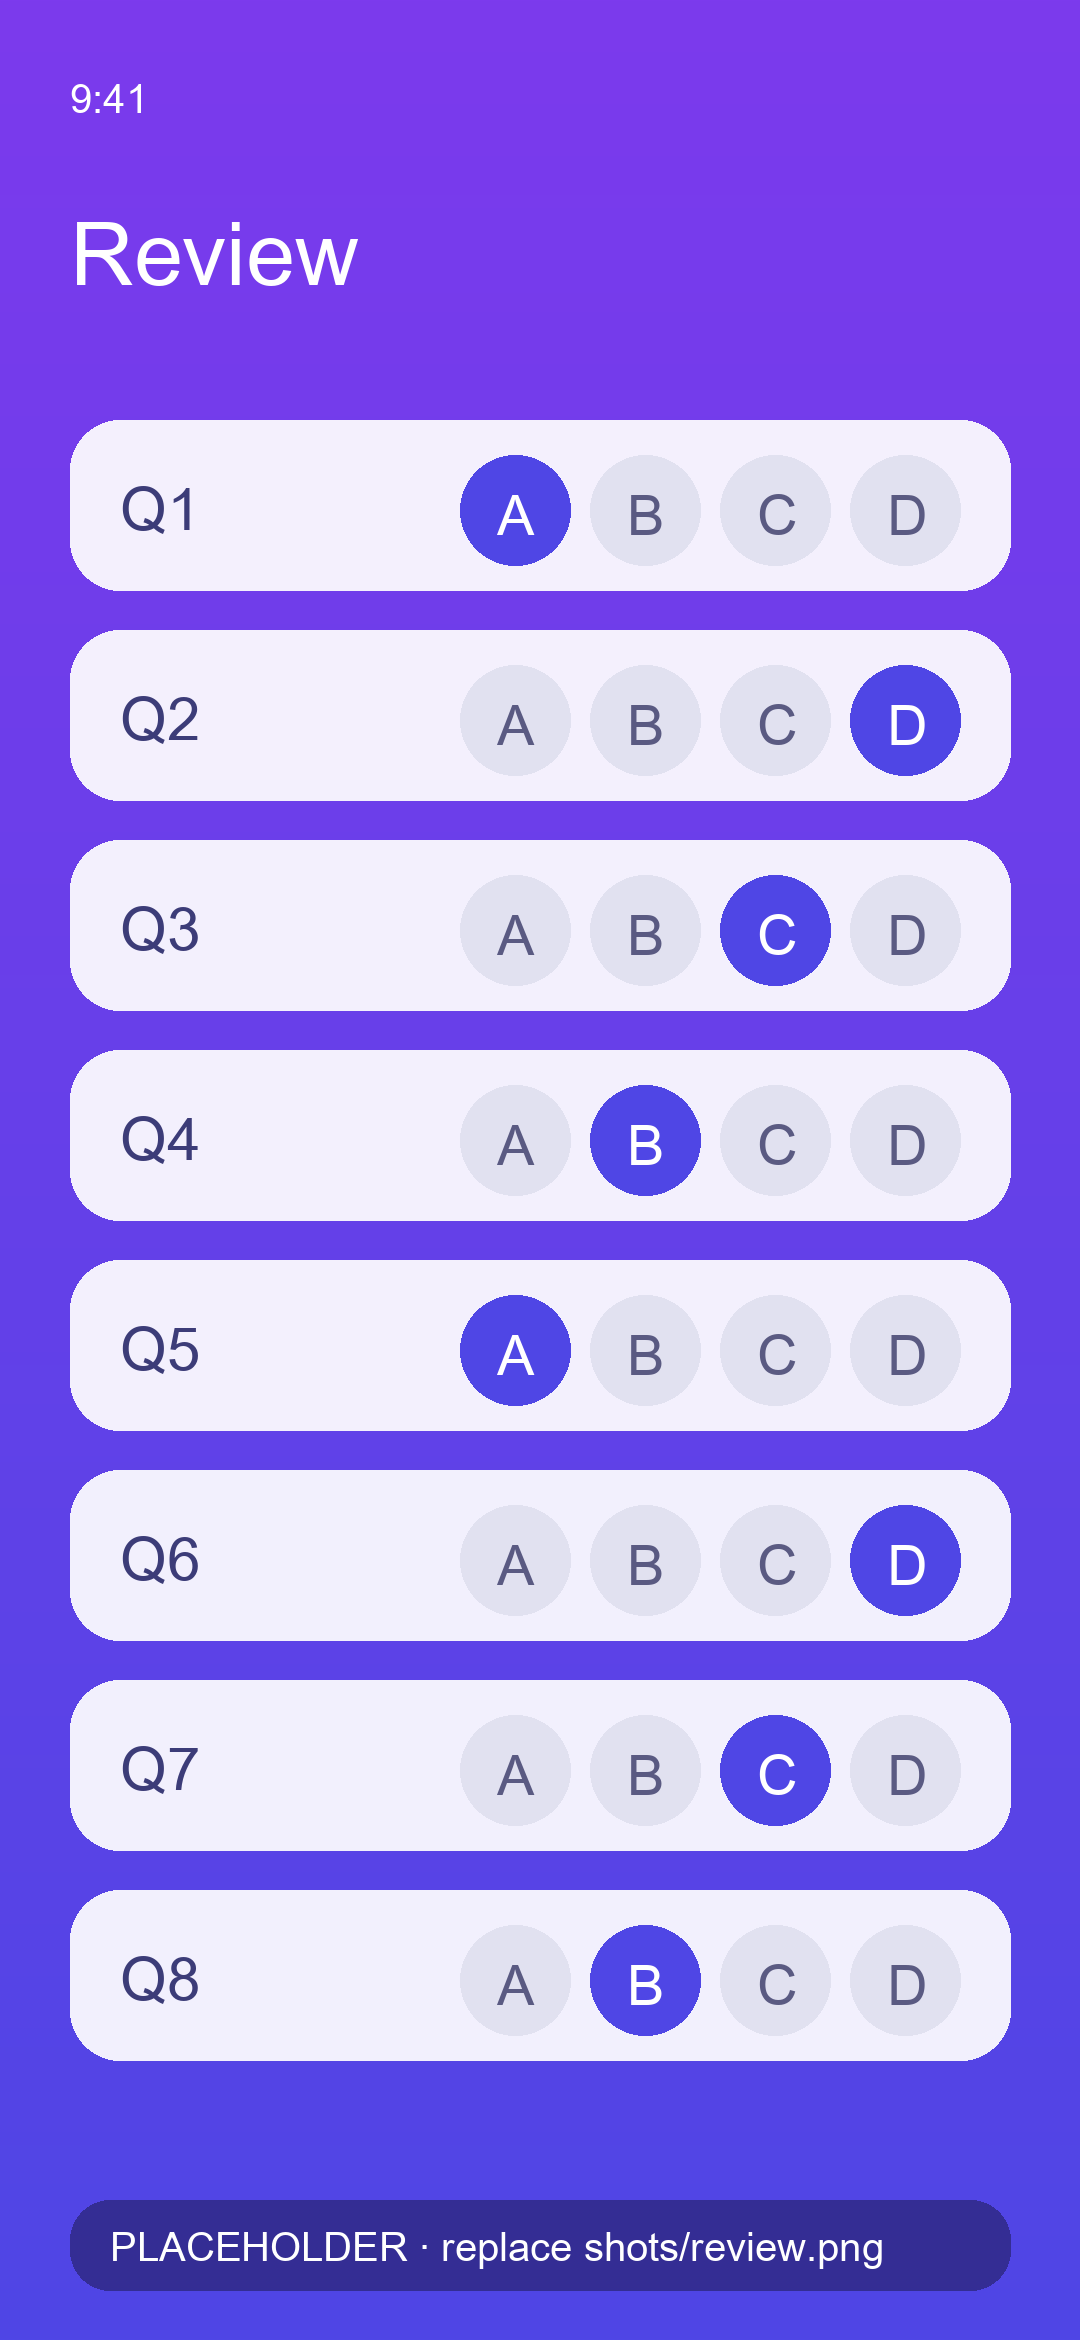 9:41
Review
Q1 A B C D
Q2 A B C D
Q3 A B C D
Q4 A B C D
Q5 A B C D
Q6 A B C D
Q7 A B C D
Q8 A B C D
PLACEHOLDER · replace shots/review.png